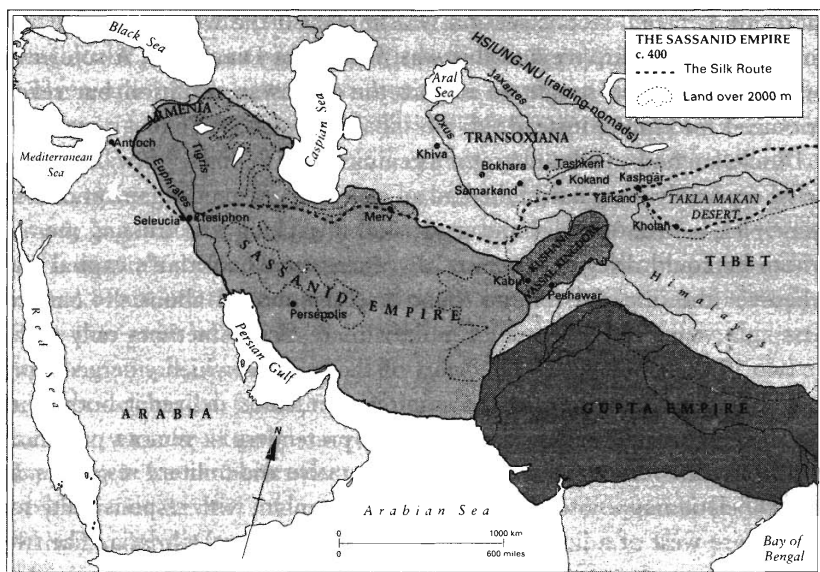 THE SASSANID EMPIRE
c. 400
The Silk Route
Land over 2000 m
Black Sea
Aral
Sea
Caspian Sea
HSIUNG-NU (raiding nomads)
Jaxartes
Oxus
TRANSOXIANA
ARMENIA
Antioch
Mediterranean
Sea
Tigris
Euphrates
Khiva
Bokhara
Tashkent
Samarkand
Kokand
Kashgar
Yarkand
TAKLA MAKAN
DESERT
Khotan
Seleucia
Ctesiphon
Merv
TIBET
SASSANID EMPIRE
KUSHANA
KINGDOM
Kabul
Peshawar
Himalayas
Persepolis
Persian Gulf
Red Sea
ARABIA
GUPTA EMPIRE
N
Arabian Sea
0 1000 km
0 600 miles
Bay of
Bengal